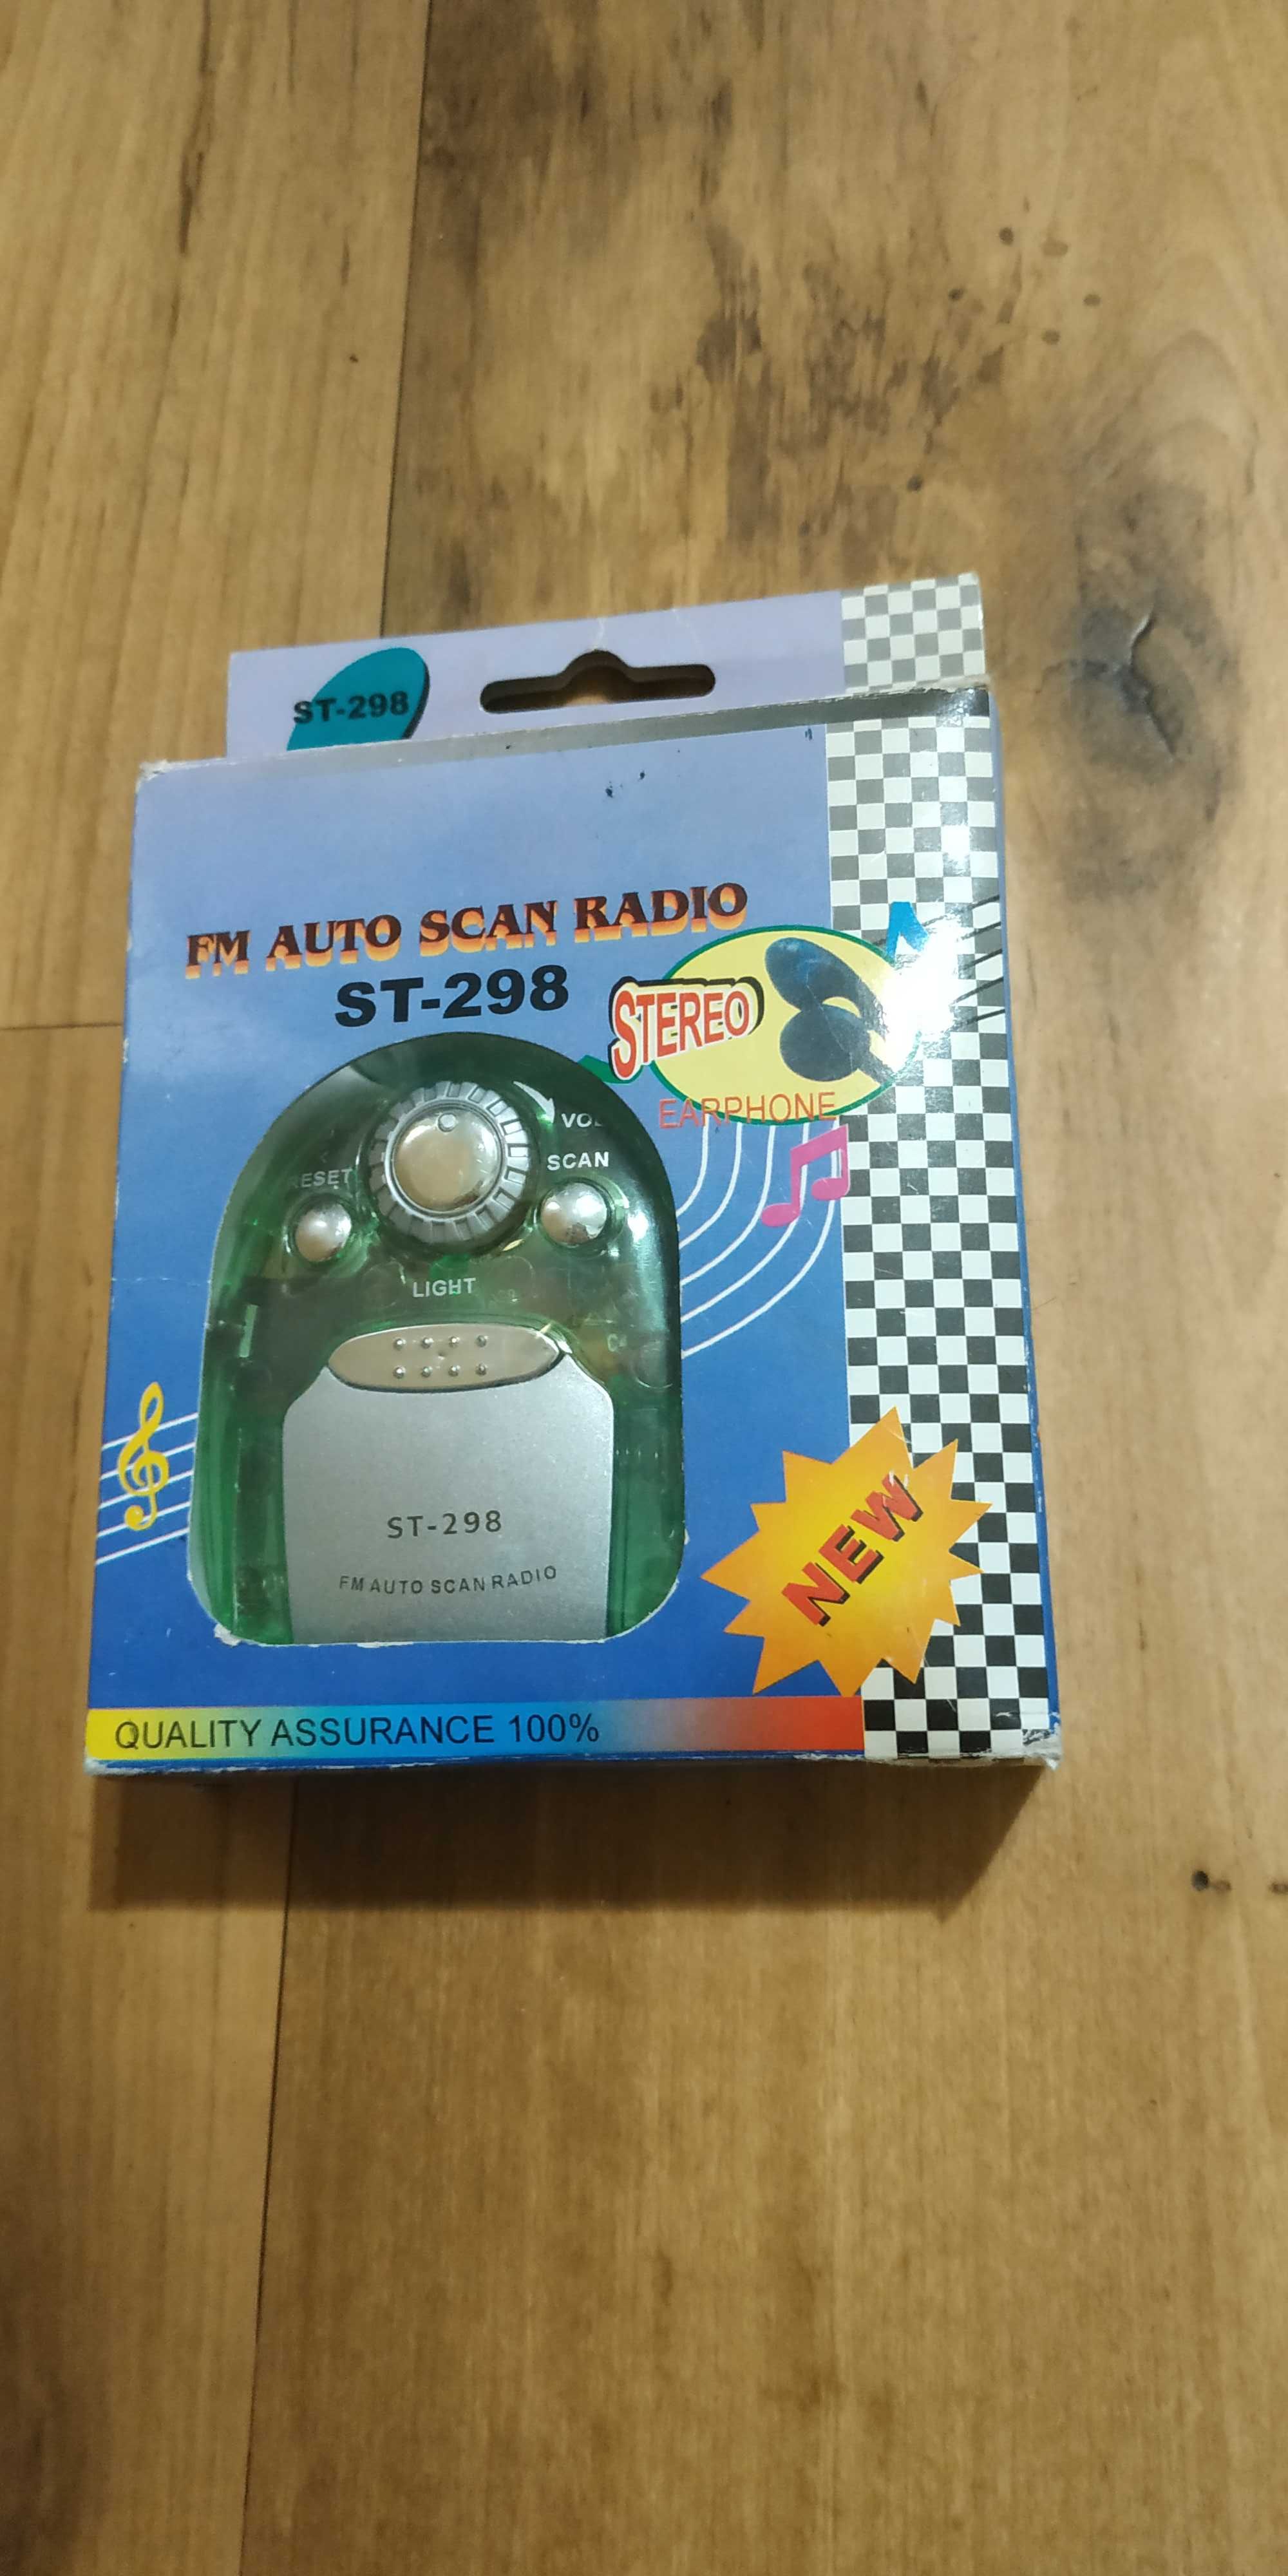 ST-298
FM AUTO SCAN RADIO
ST-298
STEREO
EARPHONE
VOL
SCAN
RESET
LIGHT
ST-298
FM AUTO SCAN RADIO
NEW
QUALITY ASSURANCE 100%